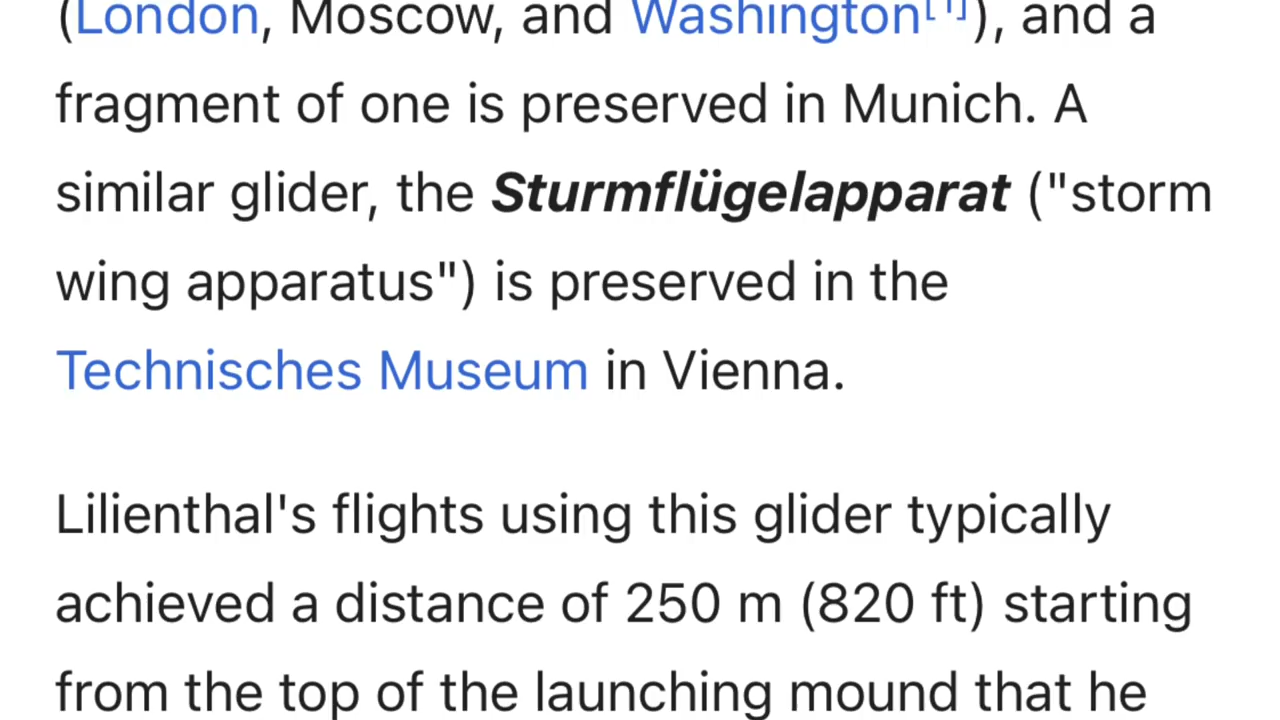 (London, Moscow, and Washington[1]), and a
fragment of one is preserved in Munich. A
similar glider, the Sturmflügelapparat ("storm
wing apparatus") is preserved in the
Technisches Museum in Vienna.
Lilienthal's flights using this glider typically
achieved a distance of 250 m (820 ft) starting
from the top of the launching mound that he